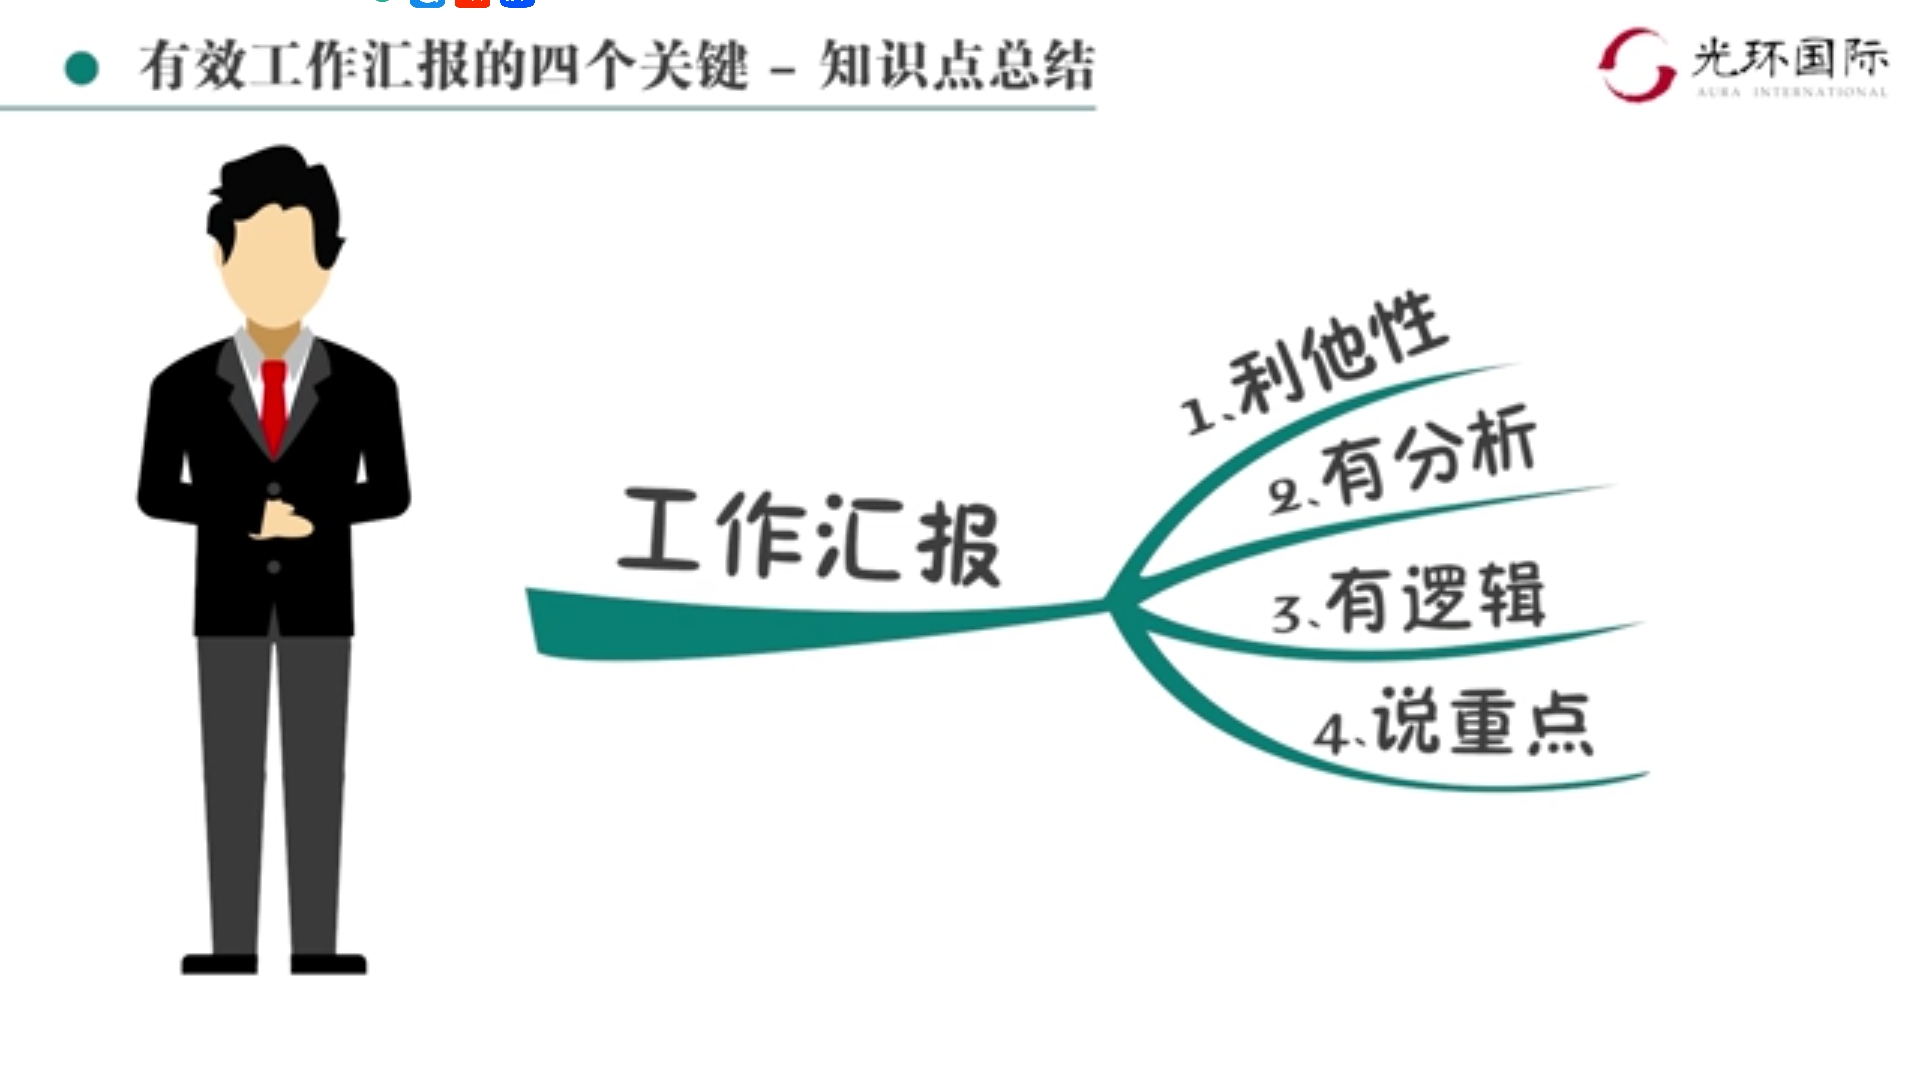 有效工作汇报的四个关键 - 知识点总结
光环国际
AURA INTERNATIONAL
工作汇报
1、利他性
2、有分析
3、有逻辑
4、说重点